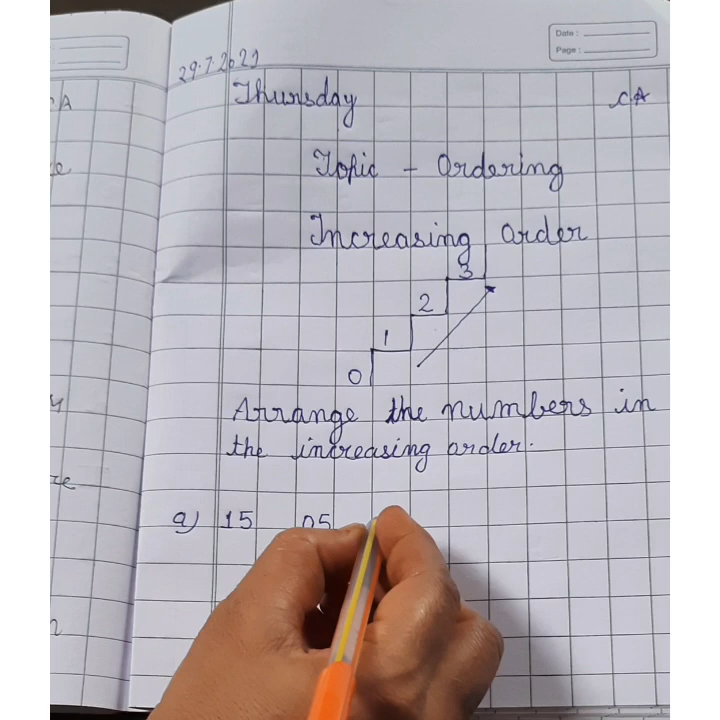 Date :
Page :
29.7.2021
Thursday
C.A
Topic - Ordering
Increasing order
3
2
1
0
Arrange the numbers in
the increasing order.
a) 15 05